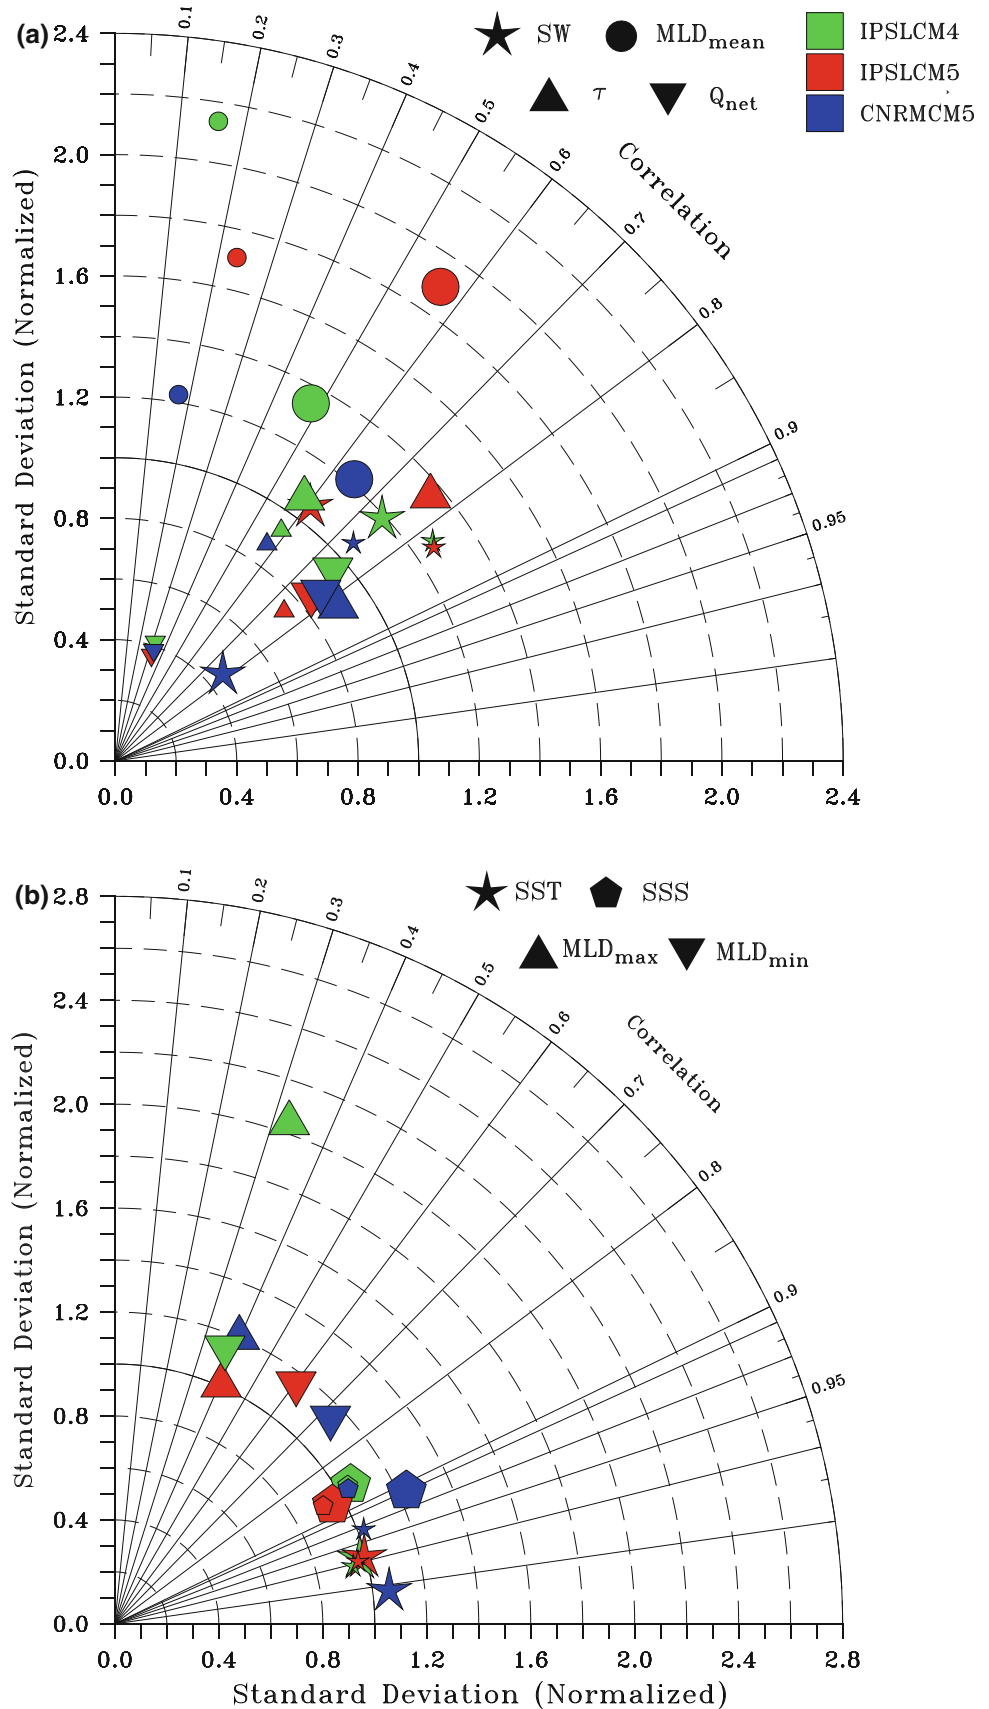 (a)
SW
MLDmean
τ
Qnet
IPSLCM4
IPSLCM5
CNRMCM5
Correlation
0.1
0.2
0.3
0.4
0.5
0.6
0.7
0.8
0.9
0.95
Standard Deviation (Normalized)
2.4
2.0
1.6
1.2
0.8
0.4
0.0
0.0 0.4 0.8 1.2 1.6 2.0 2.4
(b)
SST
SSS
MLDmax
MLDmin
Correlation
0.1
0.2
0.3
0.4
0.5
0.6
0.7
0.8
0.9
0.95
Standard Deviation (Normalized)
2.8
2.4
2.0
1.6
1.2
0.8
0.4
0.0
0.0 0.4 0.8 1.2 1.6 2.0 2.4 2.8
Standard Deviation (Normalized)